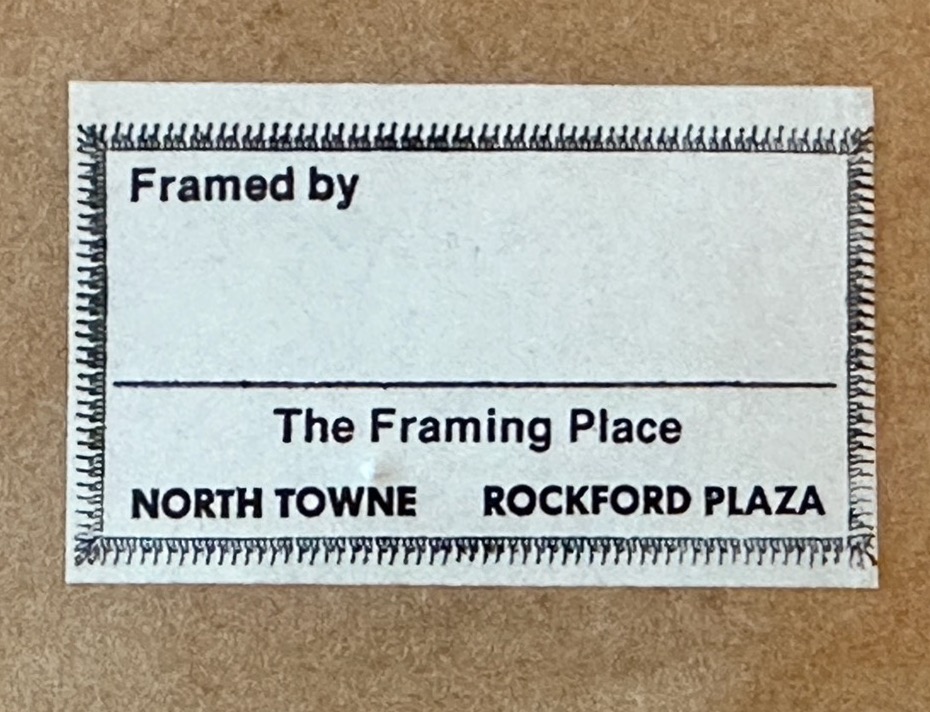 Framed by
The Framing Place
NORTH TOWNE ROCKFORD PLAZA